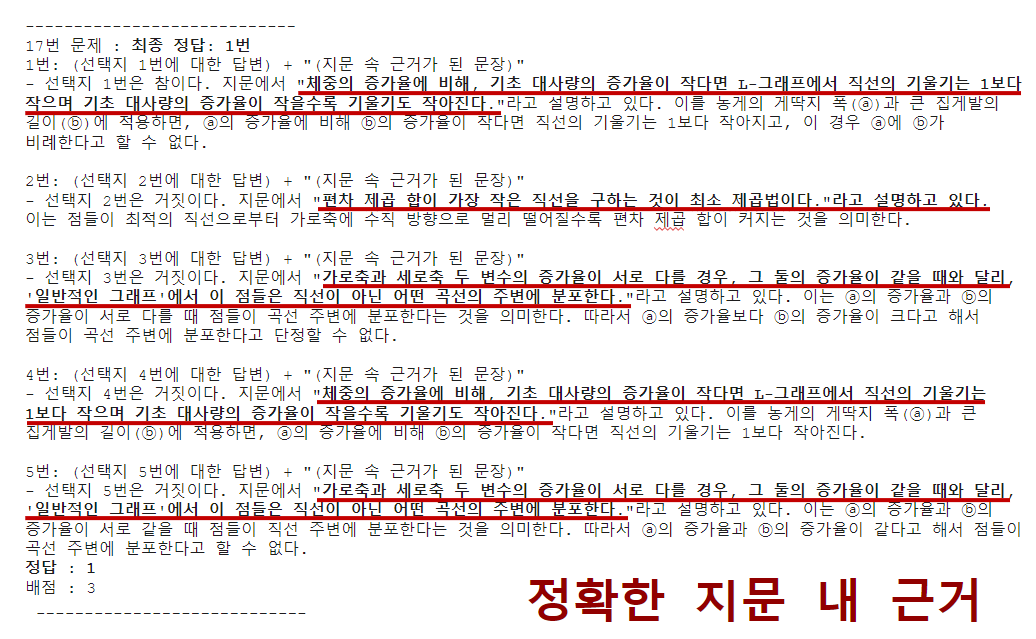 ----------------------------
17번 문제 : 최종 정답: 1번
1번: (선택지 1번에 대한 답변) + "(지문 속 근거가 된 문장)"
- 선택지 1번은 참이다. 지문에서 "체중의 증가율에 비해, 기초 대사량의 증가율이 작다면 L-그래프에서 직선의 기울기는 1보다
작으며 기초 대사량의 증가율이 작을수록 기울기도 작아진다."라고 설명하고 있다. 이를 농게의 게딱지 폭(ⓐ)과 큰 집게발의
길이(ⓑ)에 적용하면, ⓐ의 증가율에 비해 ⓑ의 증가율이 작다면 직선의 기울기는 1보다 작아지고, 이 경우 ⓐ에 ⓑ가
비례한다고 할 수 없다.
2번: (선택지 2번에 대한 답변) + "(지문 속 근거가 된 문장)"
- 선택지 2번은 거짓이다. 지문에서 "편차 제곱 합이 가장 작은 직선을 구하는 것이 최소 제곱법이다."라고 설명하고 있다.
이는 점들이 최적의 직선으로부터 가로축에 수직 방향으로 멀리 떨어질수록 편차 제곱 합이 커지는 것을 의미한다.
3번: (선택지 3번에 대한 답변) + "(지문 속 근거가 된 문장)"
- 선택지 3번은 거짓이다. 지문에서 "가로축과 세로축 두 변수의 증가율이 서로 다를 경우, 그 둘의 증가율이 같을 때와 달리,
'일반적인 그래프'에서 이 점들은 직선이 아닌 어떤 곡선의 주변에 분포한다."라고 설명하고 있다. 이는 ⓐ의 증가율과 ⓑ의
증가율이 서로 다를 때 점들이 곡선 주변에 분포한다는 것을 의미한다. 따라서 ⓐ의 증가율보다 ⓑ의 증가율이 크다고 해서
점들이 곡선 주변에 분포한다고 단정할 수 없다.
4번: (선택지 4번에 대한 답변) + "(지문 속 근거가 된 문장)"
- 선택지 4번은 거짓이다. 지문에서 "체중의 증가율에 비해, 기초 대사량의 증가율이 작다면 L-그래프에서 직선의 기울기는
1보다 작으며 기초 대사량의 증가율이 작을수록 기울기도 작아진다."라고 설명하고 있다. 이를 농게의 게딱지 폭(ⓐ)과 큰
집게발의 길이(ⓑ)에 적용하면, ⓐ의 증가율에 비해 ⓑ의 증가율이 작다면 직선의 기울기는 1보다 작아진다.
5번: (선택지 5번에 대한 답변) + "(지문 속 근거가 된 문장)"
- 선택지 5번은 거짓이다. 지문에서 "가로축과 세로축 두 변수의 증가율이 서로 다를 경우, 그 둘의 증가율이 같을 때와 달리,
'일반적인 그래프'에서 이 점들은 직선이 아닌 어떤 곡선의 주변에 분포한다."라고 설명하고 있다. 이는 ⓐ의 증가율과 ⓑ의
증가율이 서로 같을 때 점들이 직선 주변에 분포한다는 것을 의미한다. 따라서 ⓐ의 증가율과 ⓑ의 증가율이 같다고 해서 점들이
곡선 주변에 분포한다고 할 수 없다.
정답 : 1
배점 : 3
----------------------------
정확한 지문 내 근거